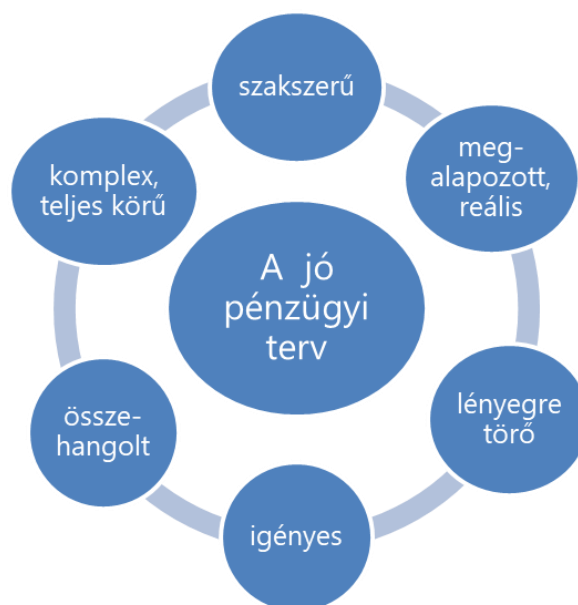 szakszerű
meg-
alapozott,
reális
lényegre
törő
igényes
össze-
hangolt
komplex,
teljes körű
A jó
pénzügyi
terv